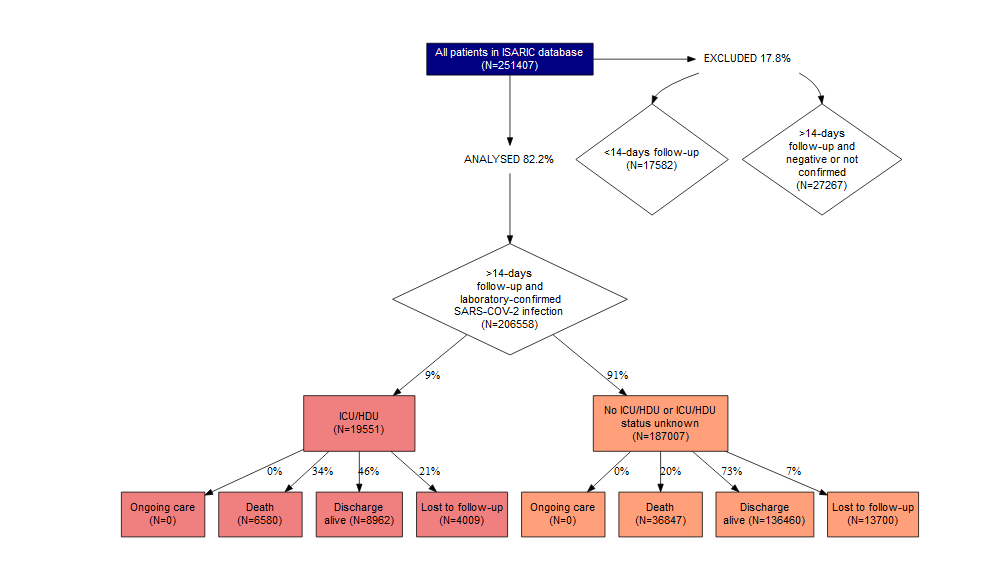 All patients in ISARIC database
(N=251407)
EXCLUDED 17.8%
<14-days follow-up
(N=17582)
>14-days
follow-up and
negative or not
confirmed
(N=27267)
ANALYSED 82.2%
>14-days
follow-up and
laboratory-confirmed
SARS-COV-2 infection
(N=206558)
9%
91%
ICU/HDU
(N=19551)
No ICU/HDU or ICU/HDU
status unknown
(N=187007)
0%
34%
46%
21%
0%
20%
73%
7%
Ongoing care
(N=0)
Death
(N=6580)
Discharge
alive (N=8962)
Lost to follow-up
(N=4009)
Ongoing care
(N=0)
Death
(N=36847)
Discharge
alive (N=136460)
Lost to follow-up
(N=13700)